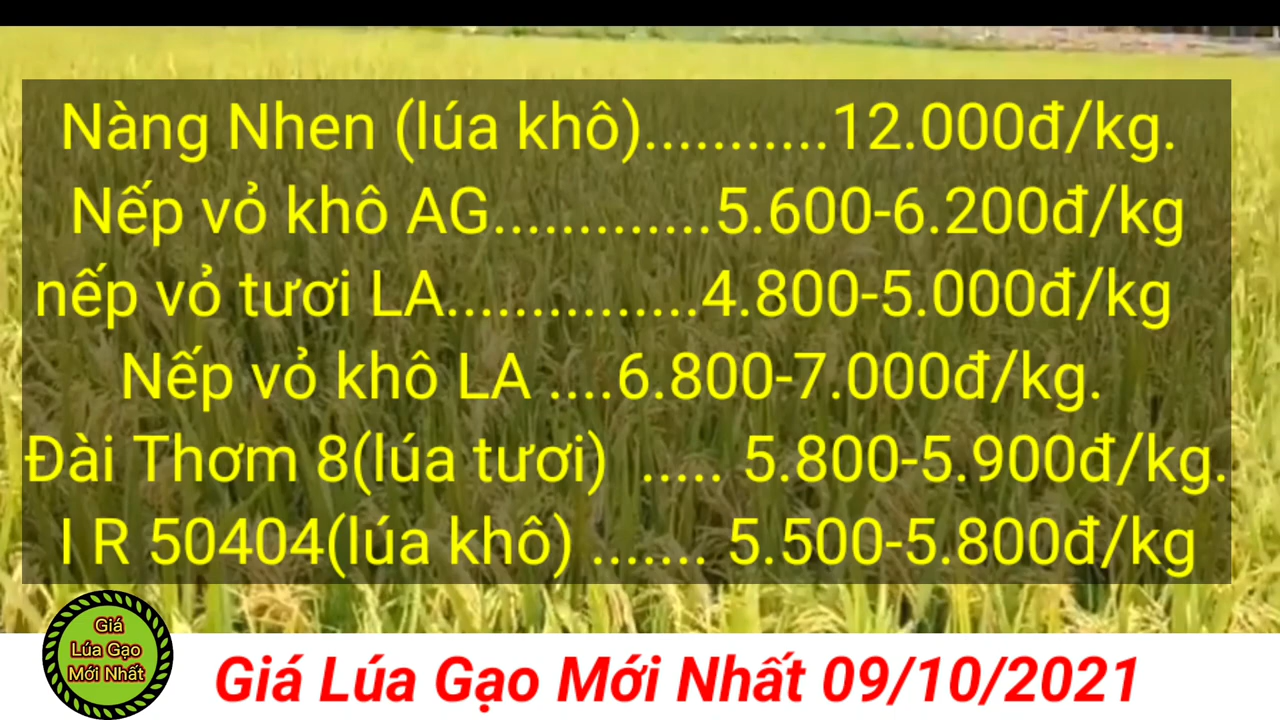 Nàng Nhen (lúa khô)...........12.000đ/kg.
Nếp vỏ khô AG.............5.600-6.200đ/kg
nếp vỏ tươi LA...............4.800-5.000đ/kg
Nếp vỏ khô LA ....6.800-7.000đ/kg.
Đài Thơm 8(lúa tươi) ..... 5.800-5.900đ/kg.
I R 50404(lúa khô) ....... 5.500-5.800đ/kg
Giá
Lúa Gạo
Mới Nhất
Giá Lúa Gạo Mới Nhất 09/10/2021